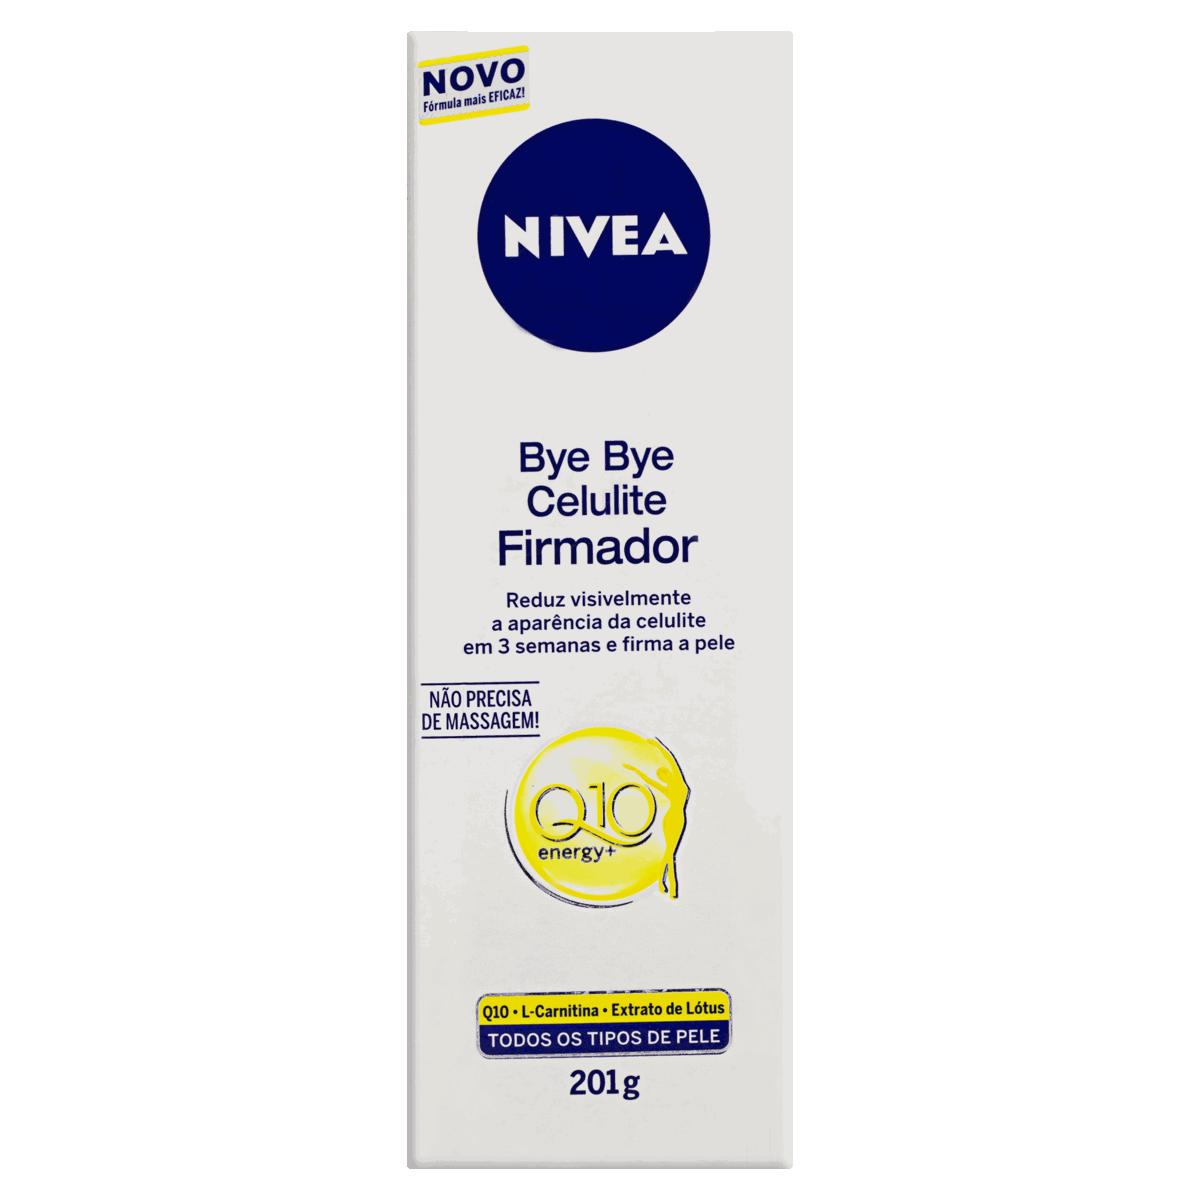 NOVO
Fórmula mais EFICAZ!
NIVEA
Bye Bye
Celulite
Firmador
Reduz visivelmente
a aparência da celulite
em 3 semanas e firma a pele
NÃO PRECISA
DE MASSAGEM!
Q10
energy+
Q10 • L-Carnitina • Extrato de Lótus
TODOS OS TIPOS DE PELE
201g